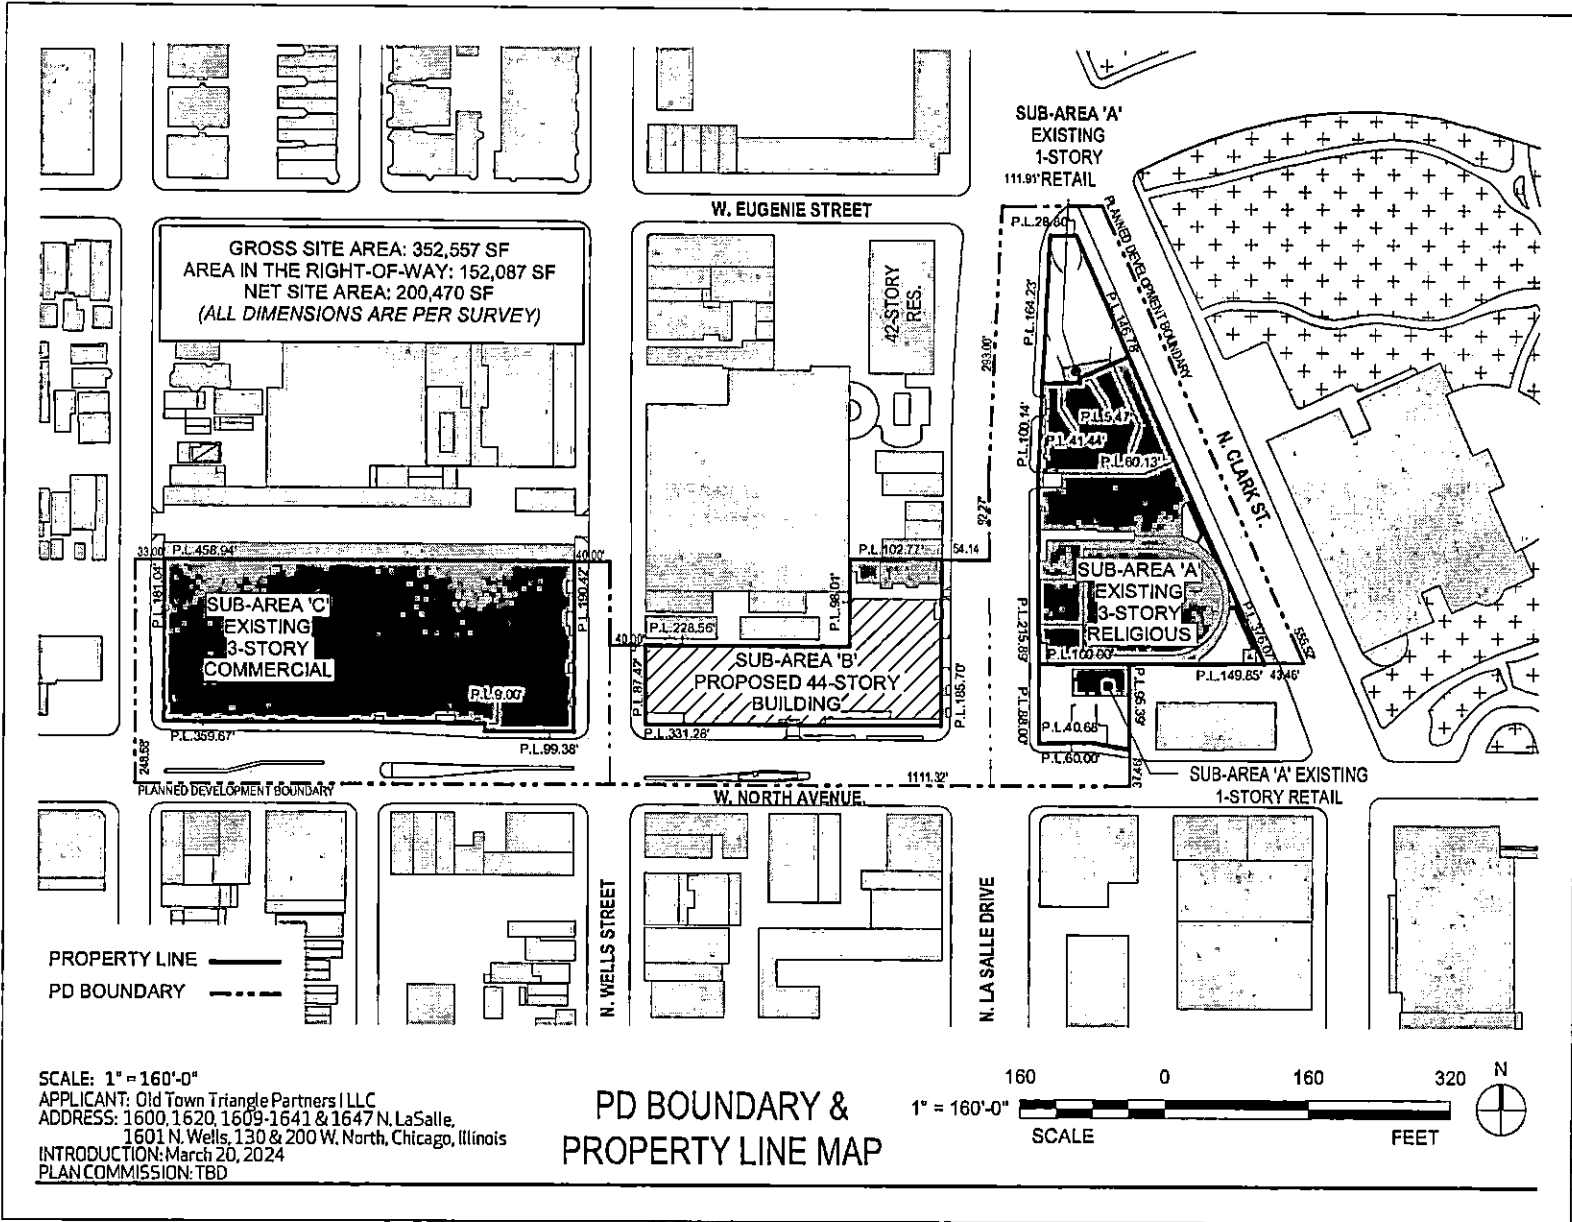 SUB-AREA 'A'
EXISTING
1-STORY
RETAIL
111.91'
W. EUGENIE STREET
P.L.28.80'
PLANNED DEVELOPMENT BOUNDARY
GROSS SITE AREA: 352,557 SF
AREA IN THE RIGHT-OF-WAY: 152,087 SF
NET SITE AREA: 200,470 SF
(ALL DIMENSIONS ARE PER SURVEY)
42-STORY
RES.
293.00'
P.L.164.23'
P.L.146.78'
P.L.100.14'
P.L.5.47'
P.L.41.44'
P.L.60.13'
N. CLARK ST.
92.27'
33.00'
P.L.458.94'
40.00'
P.L.102.77'
54.14
P.L.181.04'
P.L.190.42'
P.L.98.01'
SUB-AREA 'C'
EXISTING
3-STORY
COMMERCIAL
SUB-AREA 'A'
EXISTING
3-STORY
RELIGIOUS
P.L.215.89'
P.L.376.07'
555.52'
P.L.228.56'
40.00'
P.L.100.00'
P.L.149.85'
43.46'
SUB-AREA 'B'
PROPOSED 44-STORY
BUILDING
P.L.87.42'
P.L.185.70'
P.L.9.00'
P.L.88.00'
P.L.95.39'
P.L.40.68'
P.L.359.67'
P.L.99.38'
P.L.331.28'
P.L.60.00'
248.68'
1111.32'
37.46'
SUB-AREA 'A' EXISTING
1-STORY RETAIL
PLANNED DEVELOPMENT BOUNDARY
W. NORTH AVENUE.
N. WELLS STREET
N. LA SALLE DRIVE
PROPERTY LINE
PD BOUNDARY
SCALE: 1" = 160'-0"
APPLICANT: Old Town Triangle Partners I LLC
ADDRESS: 1600, 1620, 1609-1641 & 1647 N. LaSalle,
1601 N. Wells, 130 & 200 W. North, Chicago, Illinois
INTRODUCTION: March 20, 2024
PLAN COMMISSION: TBD
PD BOUNDARY &
PROPERTY LINE MAP
160 0 160 320
1" = 160'-0"
SCALE FEET
N